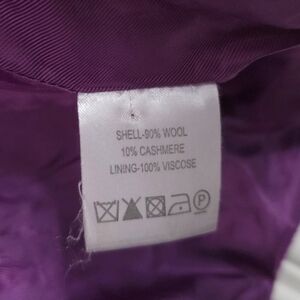 SHELL-90% WOOL
10% CASHMERE
LINING-100% VISCOSE
P